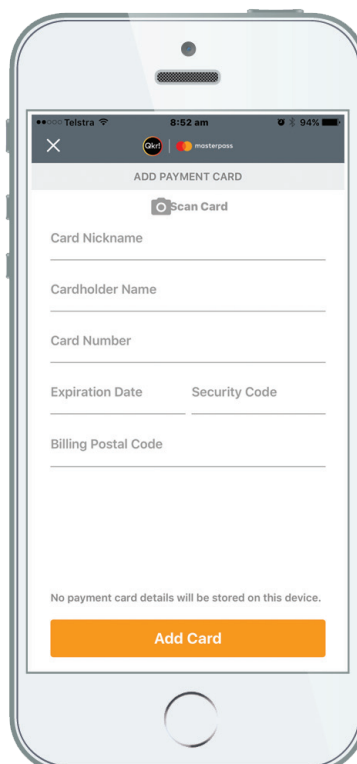 Telstra 8:52 am 94%
Qkr! masterpass
ADD PAYMENT CARD
Scan Card
Card Nickname
Cardholder Name
Card Number
Expiration Date Security Code
Billing Postal Code
No payment card details will be stored on this device.
Add Card